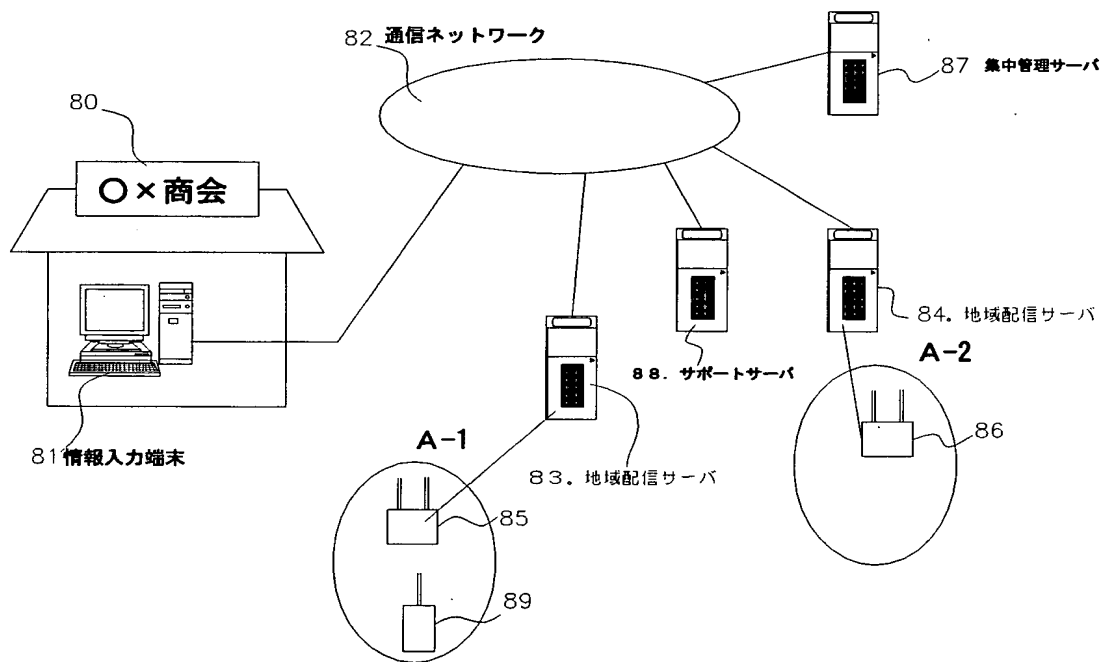 82 通信ネットワーク
87 集中管理サーバ
80
〇×商会
84。地域配信サーバ
88. サポートサーバ
A-2
81 情報入力端末
A-1
83。地域配信サーバ
86
85
89